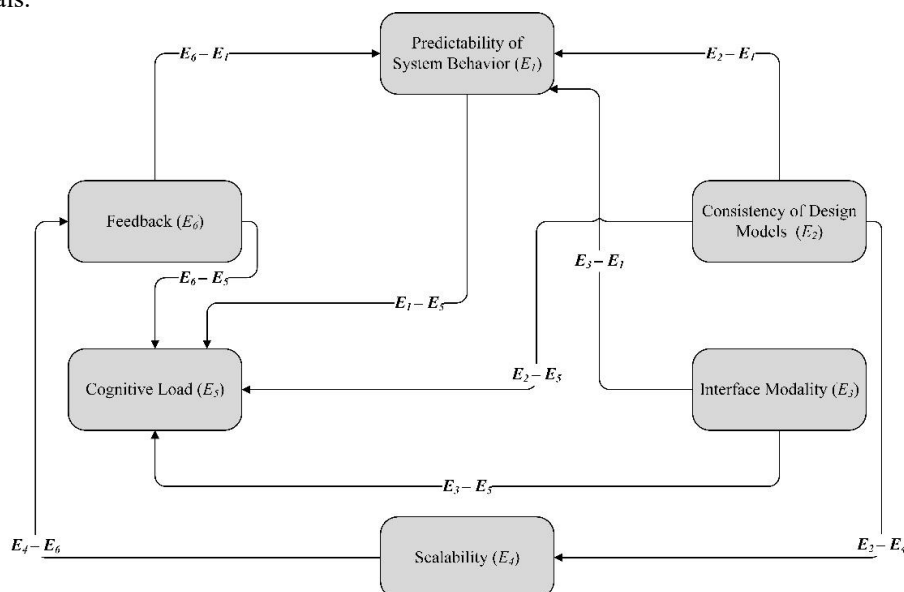 als.
Predictability of
System Behavior (E₁)
E₆ – E₁
E₂ – E₁
Feedback (E₆)
Consistency of Design
Models (E₂)
E₆ – E₅
E₃ – E₁
E₁ – E₅
Cognitive Load (E₅)
E₂ – E₅
Interface Modality (E₃)
E₃ – E₅
E₄ – E₆
Scalability (E₄)
E₂ – E₄